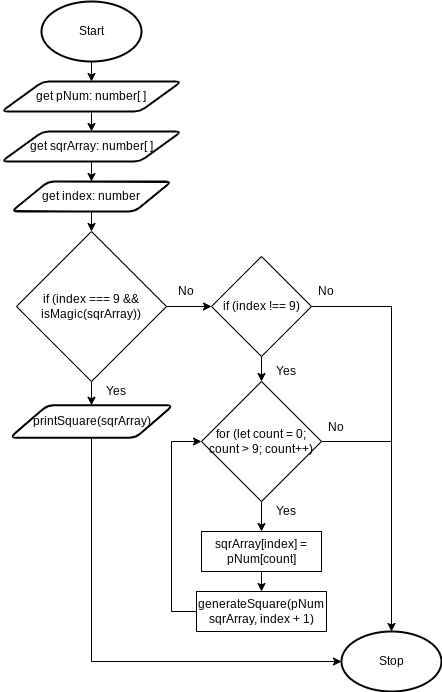 Start
get pNum: number[ ]
get sqrArray: number[ ]
get index: number
if (index === 9 &&
isMagic(sqrArray))
No
if (index !== 9)
No
Yes
printSquare(sqrArray)
Yes
for (let count = 0;
count > 9; count++)
No
Yes
sqrArray[index] =
pNum[count]
generateSquare(pNum
sqrArray, index + 1)
Stop